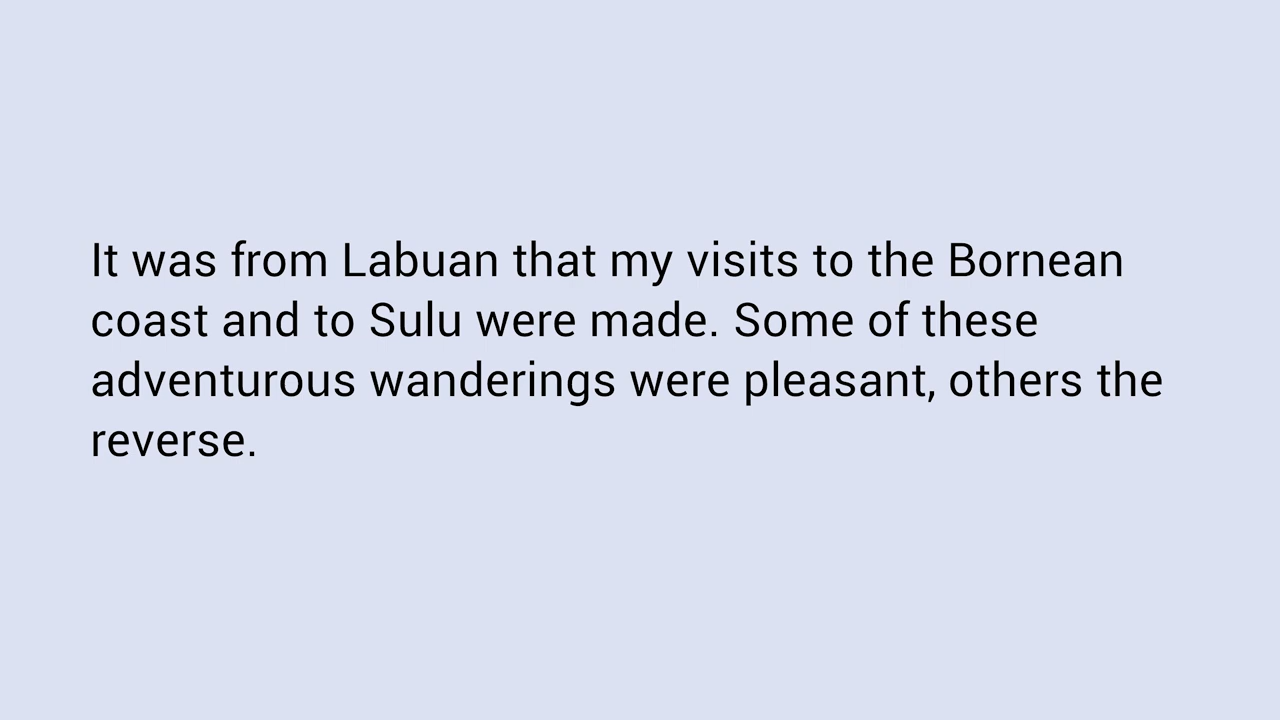 It was from Labuan that my visits to the Bornean
coast and to Sulu were made. Some of these
adventurous wanderings were pleasant, others the
reverse.